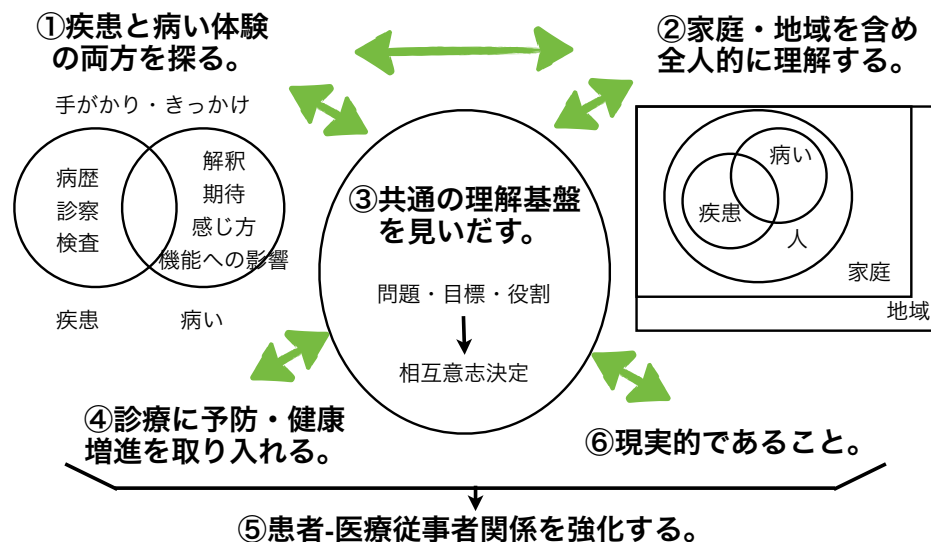 ①疾患と病い体験
の両方を探る。
手がかり・きっかけ
病歴
診察
検査
解釈
期待
感じ方
機能への影響
疾患
病い
②家庭・地域を含め
全人的に理解する。
病い
疾患
人
家庭
地域
③共通の理解基盤
を見いだす。
問題・目標・役割
相互意志決定
④診療に予防・健康
増進を取り入れる。
⑥現実的であること。
⑤患者-医療従事者関係を強化する。